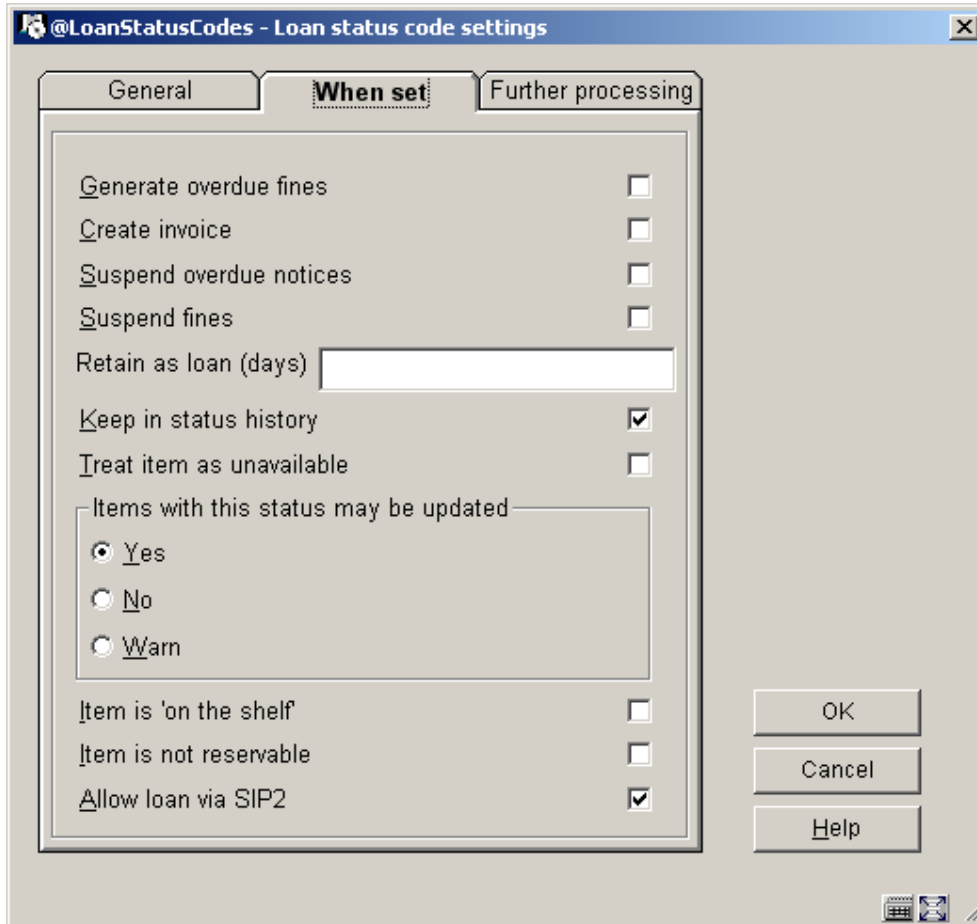 @LoanStatusCodes - Loan status code settings
General
When set
Further processing
Generate overdue fines
Create invoice
Suspend overdue notices
Suspend fines
Retain as loan (days)
Keep in status history
Treat item as unavailable
Items with this status may be updated
Yes
No
Warn
Item is 'on the shelf'
Item is not reservable
Allow loan via SIP2
OK
Cancel
Help